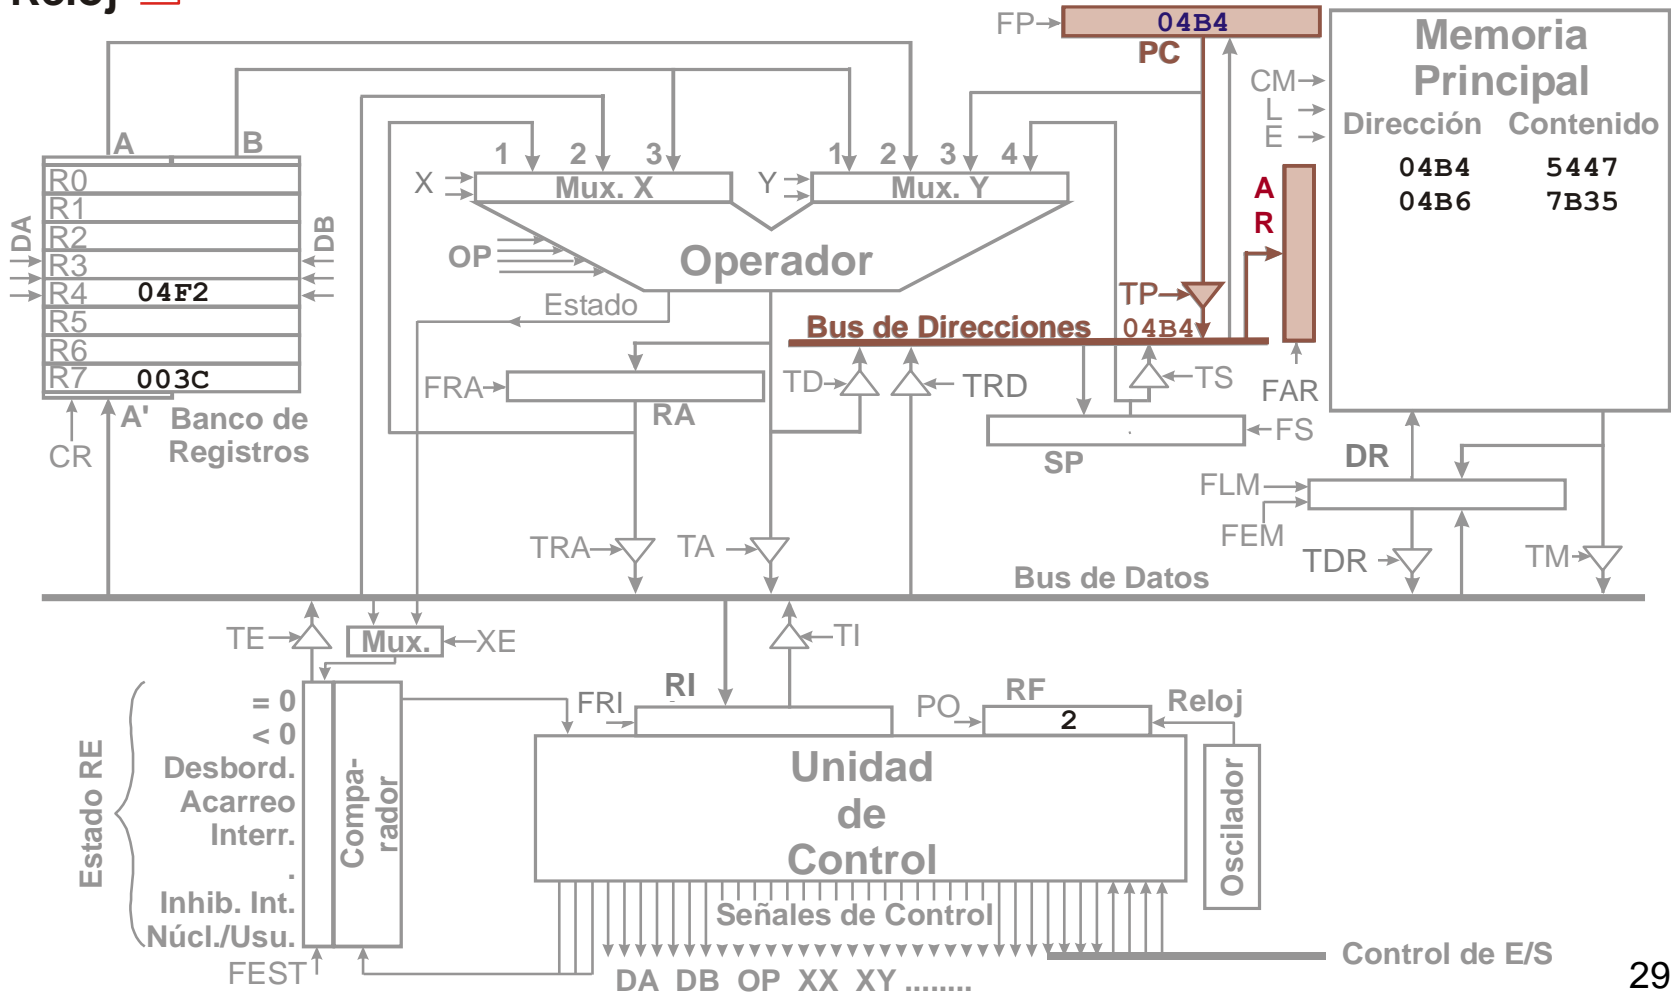 Reloj
FP
04B4
PC
Memoria
Principal
Dirección Contenido
04B4 5447
04B6 7B35
CM
L
E
A B
R0
R1
R2
R3
R4 04F2
R5
R6
R7 003C
DA
DB
A'
Banco de
Registros
CR
1 2 3
1 2 3 4
X
Mux. X
Y
Mux. Y
OP
Operador
Estado
A
R
TP
Bus de Direcciones 04B4
FRA
RA
TD
TRD
TS
FAR
FS
SP
DR
FLM
FEM
TRA
TA
TDR
TM
Bus de Datos
TE
Mux.
XE
TI
Estado RE
= 0
< 0
Desbord.
Acarreo
Interr.
.
Inhib. Int.
Núcl./Usu.
FEST
Compa-
rador
FRI
RI
PO
RF
2
Reloj
Unidad
de
Control
Oscilador
Señales de Control
DA DB OP XX XY ........
Control de E/S
29